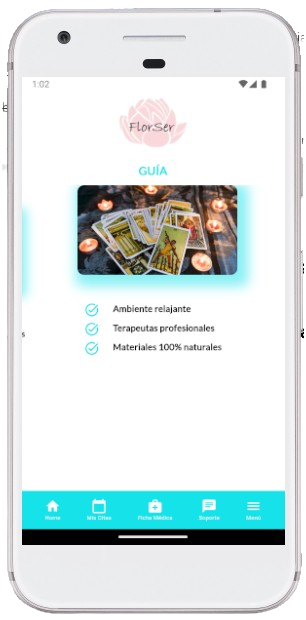 1:02
FlorSer
GUÍA
Ambiente relajante
Terapeutas profesionales
Materiales 100% naturales
Home
Mis Citas
Ficha Médica
Soporte
Menú